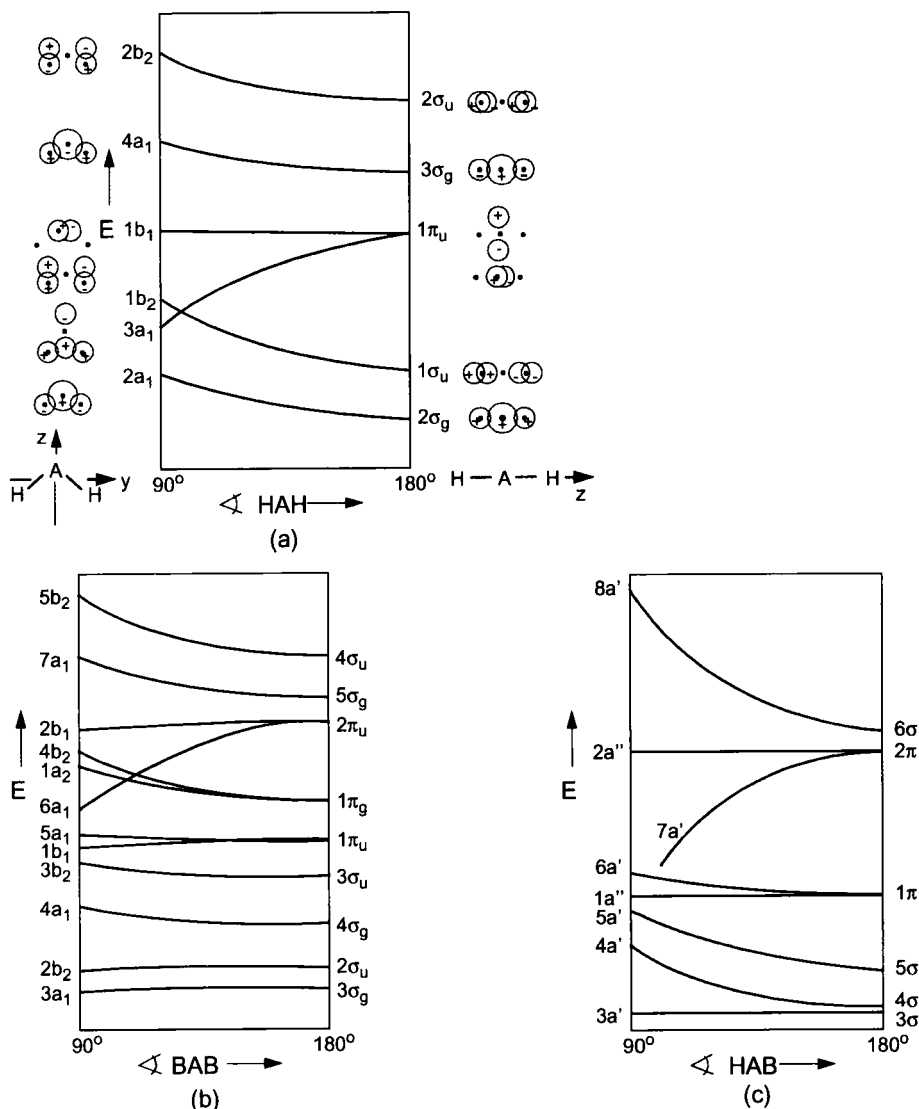 2b₂
4a₁
E
1b₁
1b₂
3a₁
2a₁
2σᵤ
3σg
1πᵤ
1σᵤ
2σg
z
A
H H y
90° 180°
∢ HAH
H — A — H
z
(a)
5b₂
7a₁
2b₁
4b₂
1a₂
E
6a₁
5a₁
1b₁
3b₂
4a₁
2b₂
3a₁
4σᵤ
5σg
2πᵤ
1πg
1πᵤ
3σᵤ
4σg
2σᵤ
3σg
90° 180°
∢ BAB
(b)
8a'
E
2a''
7a'
6a'
1a''
5a'
4a'
3a'
6σ
2π
1π
5σ
4σ
3σ
90° 180°
∢ HAB
(c)